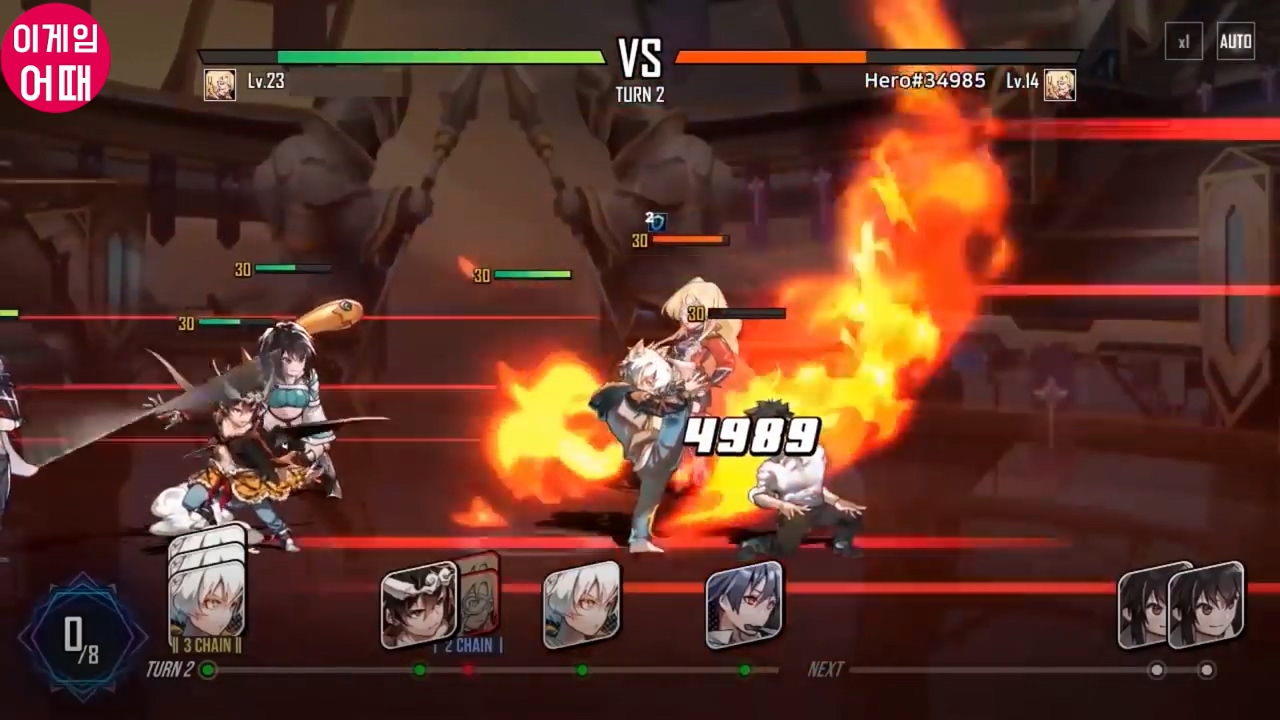 이게임
어때
VS
TURN 2
Lv.23
Hero#34985 Lv.14
x1
AUTO
2
30
30
30
30
30
4989
0/8
3 CHAIN
2 CHAIN
TURN 2
NEXT